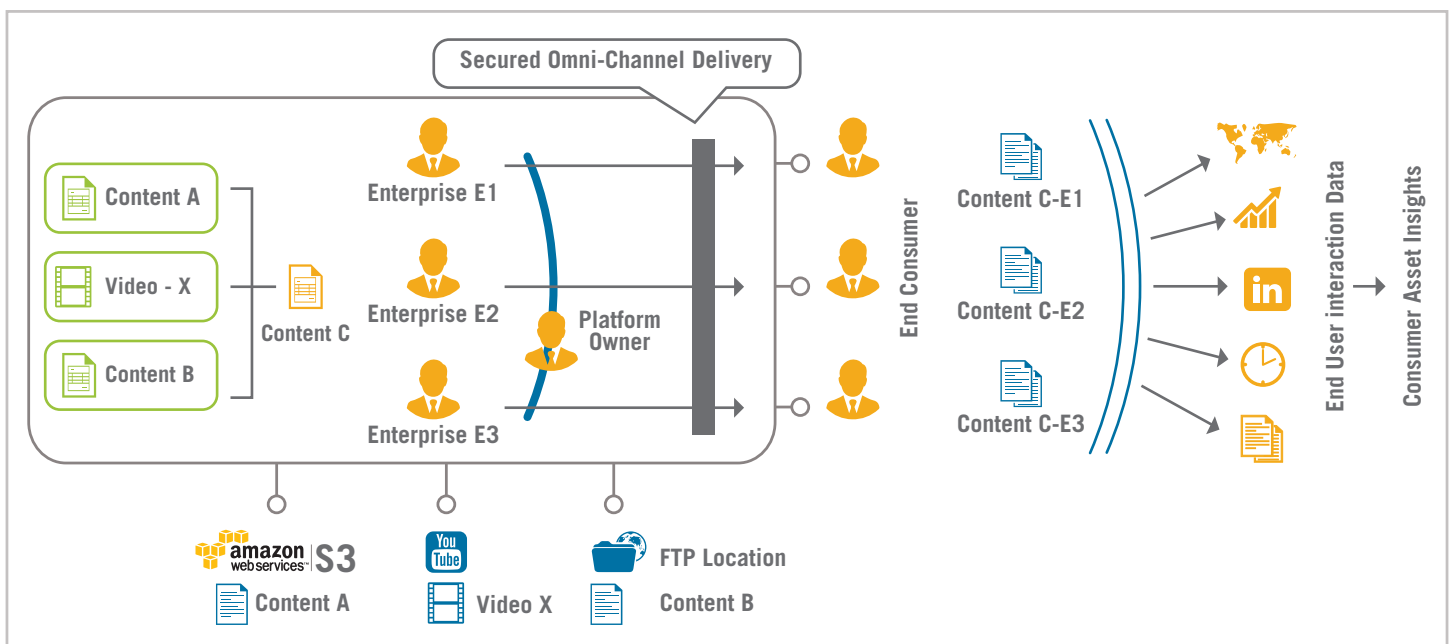 Secured Omni-Channel Delivery
Content A
Video - X
Content B
Content C
Enterprise E1
Enterprise E2
Enterprise E3
Platform
Owner
End Consumer
Content C-E1
Content C-E2
Content C-E3
in
End User interaction Data
Consumer Asset Insights
amazon
webservices™
S3
Content A
You
Tube
Video X
FTP Location
Content B